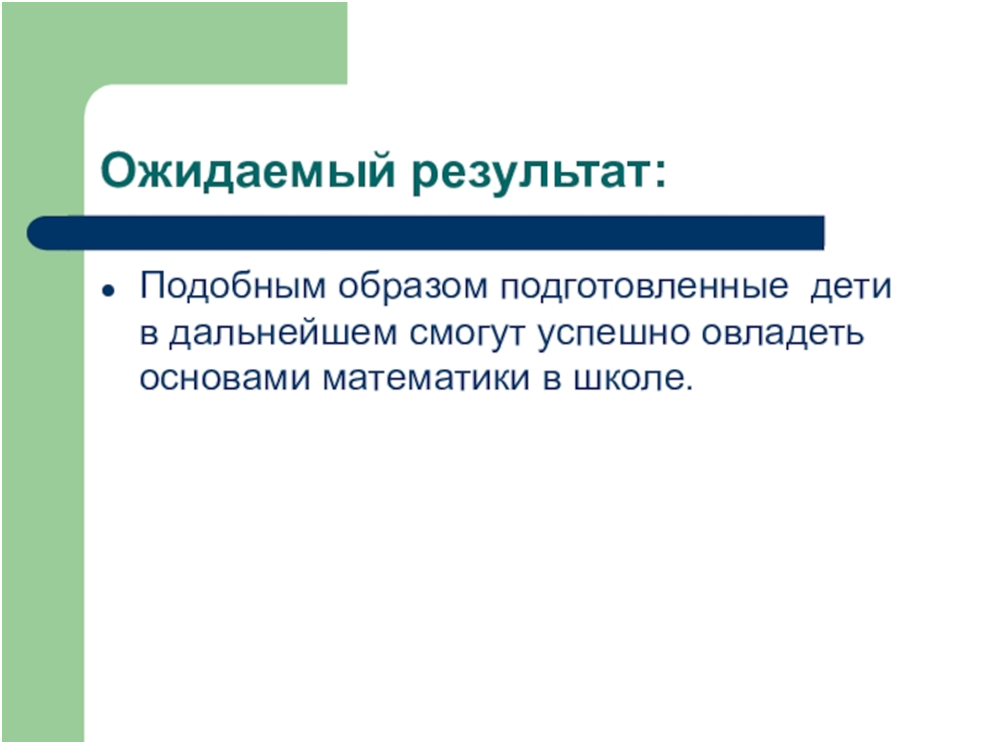 Ожидаемый результат:
● Подобным образом подготовленные  дети
в дальнейшем смогут успешно овладеть
основами математики в школе.